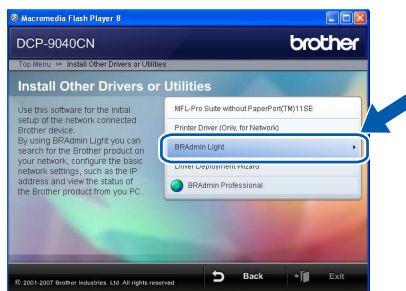 Macromedia Flash Player 8
DCP-9040CN
brother
Top Menu >> Install Other Drivers or Utilities
Install Other Drivers or Utilities
Use this software for the initial
setup of the network connected
Brother device.
By using BRAdmin Light you can
search for the Brother product on
your network, configure the basic
network settings, such as the IP
address and view the status of
the Brother product from you PC.
MFL-Pro Suite without PaperPort(TM)11SE
Printer Driver (Only, for Network)
BRAdmin Light
Driver Deployment Wizard
BRAdmin Professional
© 2001-2007 Brother Industries Ltd. All rights reserved
Back
Exit